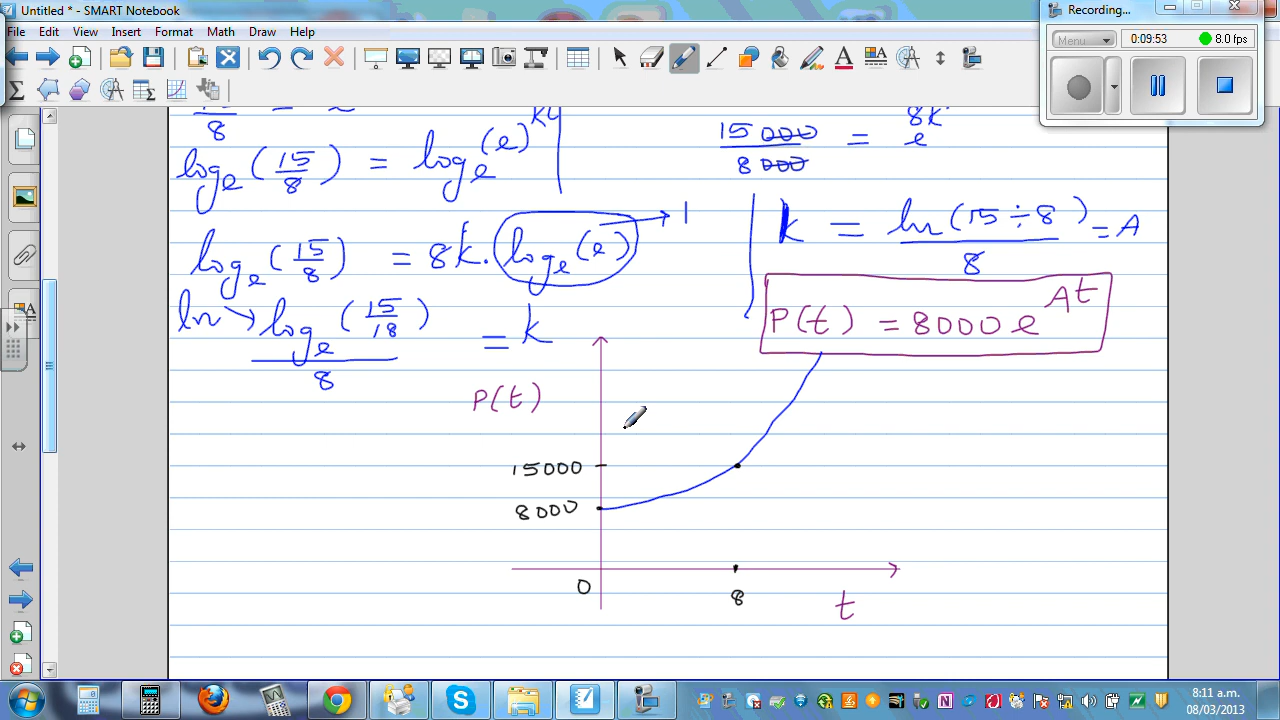 Untitled * - SMART Notebook
File Edit View Insert Format Math Draw Help
Recording...
Menu 0:09:53 8.0 fps
8
log_e (15/8) = log_e (e)^{k4}
15000/8000 = e^{8k}
log_e (15/8) = 8k. log_e (e) → 1
k = ln (15 ÷ 8)/8 = A
ln → log_e (15/18)/8 = k
P(t) = 8000 e^{At}
P(t)
15000
8000
0
8
t
8:11 a.m.
08/03/2013